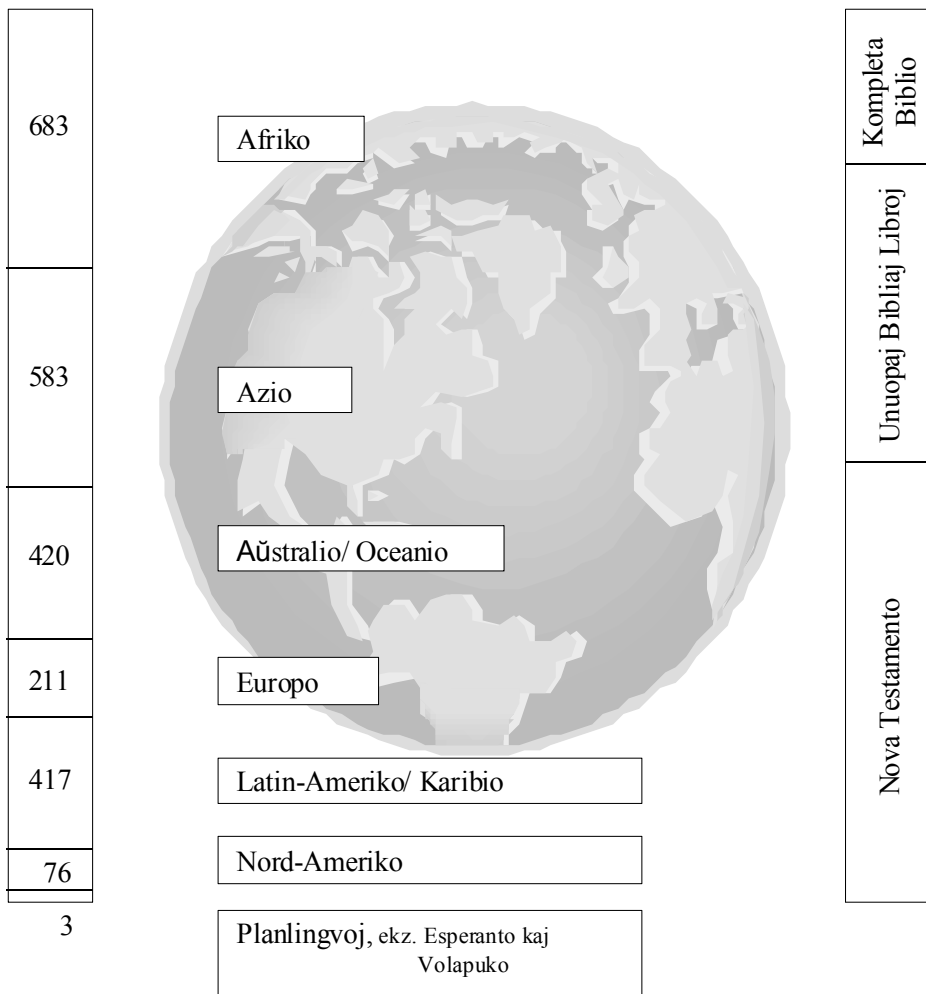 683
583
420
211
417
76
3
Afriko
Azio
Aŭstralio/ Oceanio
Europo
Latin-Ameriko/ Karibio
Nord-Ameriko
Planlingvoj, ekz. Esperanto kaj
Volapuko
Kompleta
Biblio
Unuopaj Bibliaj Libroj
Nova Testamento